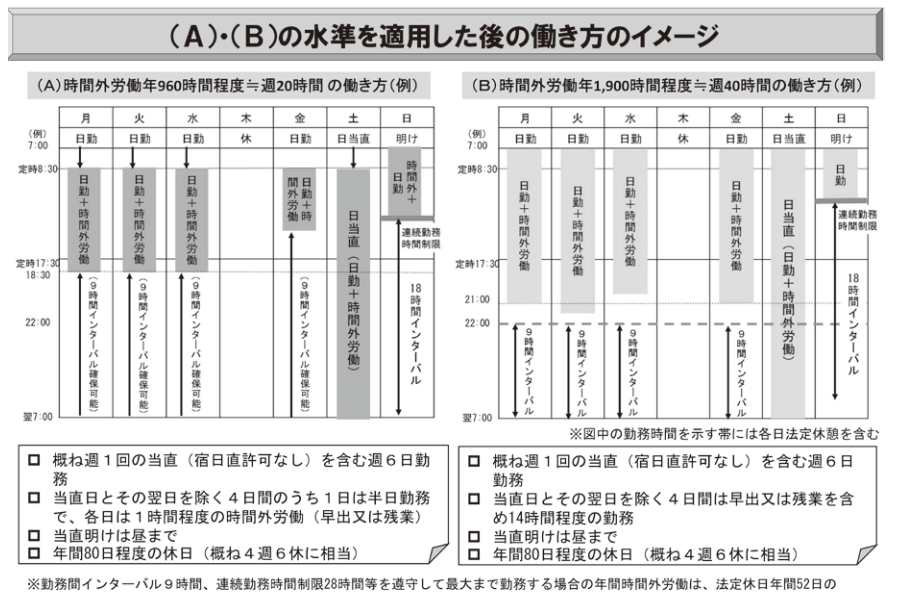 （A）・（B）の水準を適用した後の働き方のイメージ
（A）時間外労働年960時間程度≒週20時間 の働き方（例）
月 火 水 木 金 土 日
（例） 日勤 日勤 日勤 休 日勤 日当直 明け
7:00
定時8:30
定時17:30
18:30
22:00
翌7:00
日勤＋時間外労働
日勤＋時間外労働
日勤＋時間外労働
日勤＋時間外労働
日当直（日勤＋時間外労働）
時間外＋日勤
連続勤務
時間制限
（９時間インターバル確保可能）
（９時間インターバル確保可能）
（９時間インターバル確保可能）
（９時間インターバル確保可能）
18時間インターバル
（B）時間外労働年1,900時間程度≒週40時間の働き方（例）
月 火 水 木 金 土 日
（例） 日勤 日勤 日勤 休 日勤 日当直 明け
7:00
定時8:30
定時17:30
21:00
22:00
翌7:00
日勤＋時間外労働
日勤＋時間外労働
日勤＋時間外労働
日勤＋時間外労働
日当直（日勤＋時間外労働）
日勤
連続勤務
時間制限
９時間インターバル
９時間インターバル
９時間インターバル
９時間インターバル
18時間インターバル
※図中の勤務時間を示す帯には各日法定休憩を含む
□ 概ね週１回の当直（宿日直許可なし）を含む週６日勤
務
□ 当直日とその翌日を除く４日間のうち１日は半日勤務
で、各日は１時間程度の時間外労働（早出又は残業）
□ 当直明けは昼まで
□ 年間80日程度の休日（概ね４週６休に相当）
□ 概ね週１回の当直（宿日直許可なし）を含む週６日
勤務
□ 当直日とその翌日を除く４日間は早出又は残業を含
め14時間程度の勤務
□ 当直明けは昼まで
□ 年間80日程度の休日（概ね４週６休に相当）
※勤務間インターバル９時間、連続勤務時間制限28時間等を遵守して最大まで勤務する場合の年間時間外労働は、法定休日年間52日の